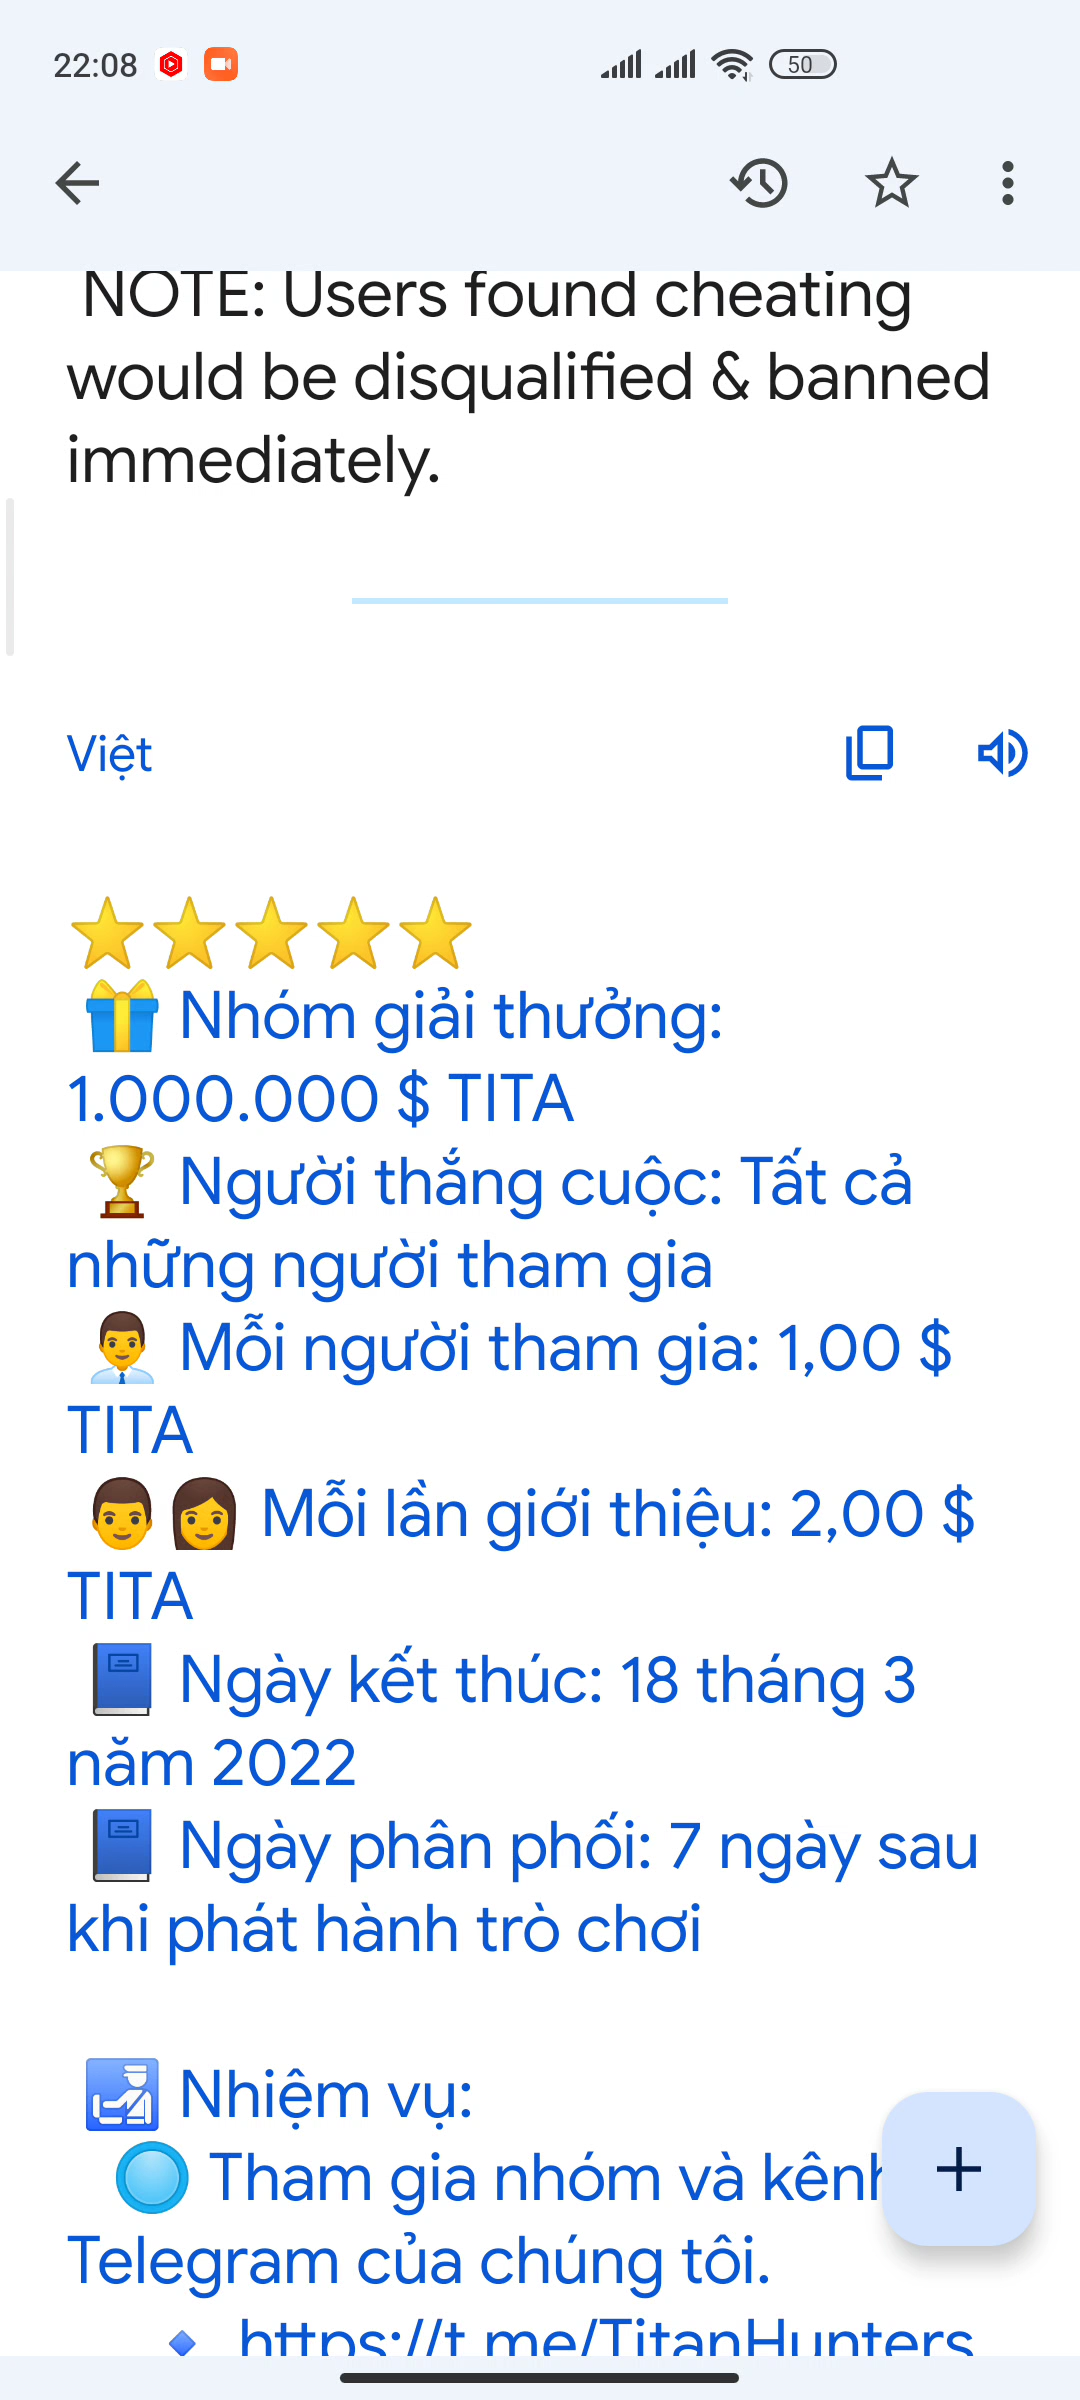 22:08
50
NOTE: Users found cheating
would be disqualified & banned
immediately.
Việt
⭐⭐⭐⭐⭐
🎁 Nhóm giải thưởng:
1.000.000 $ TITA
🏆 Người thắng cuộc: Tất cả
những người tham gia
👨‍💼 Mỗi người tham gia: 1,00 $
TITA
👨👩 Mỗi lần giới thiệu: 2,00 $
TITA
📘 Ngày kết thúc: 18 tháng 3
năm 2022
📘 Ngày phân phối: 7 ngày sau
khi phát hành trò chơi
🛃 Nhiệm vụ:
🔵 Tham gia nhóm và kênh
Telegram của chúng tôi.
🔹 https://t.me/TitanHunters